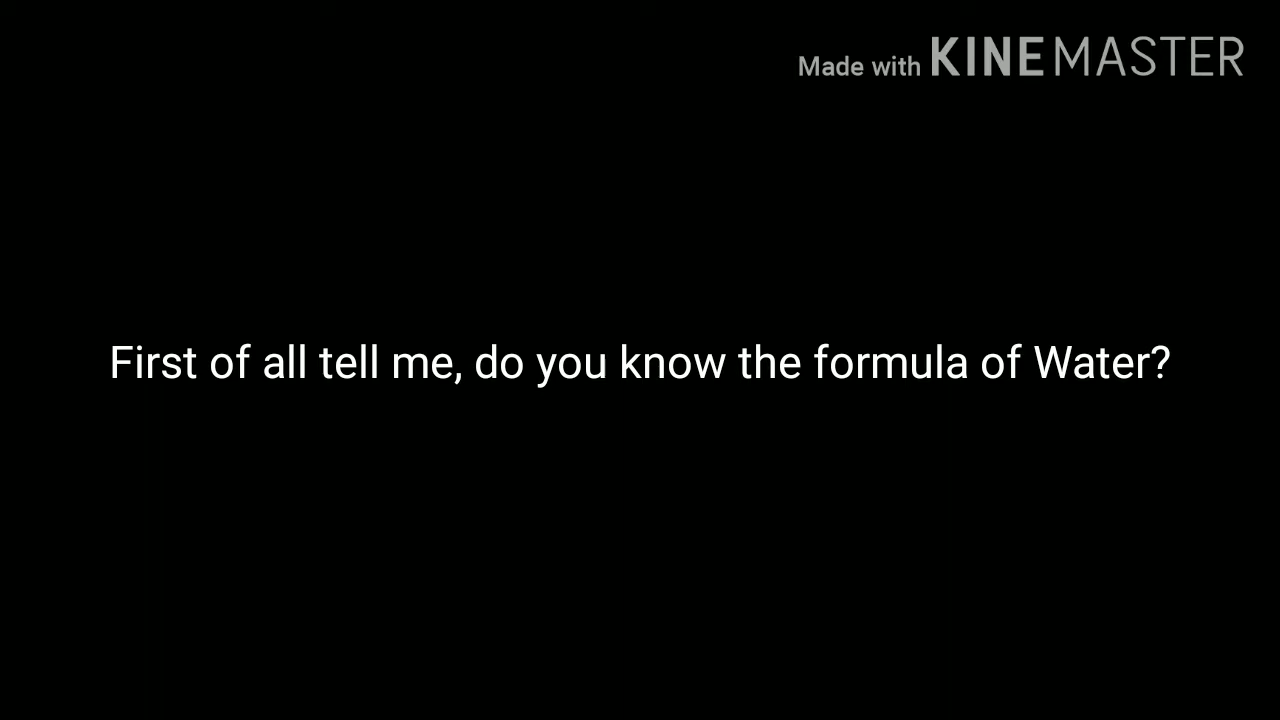 Made with KINEMASTER
First of all tell me, do you know the formula of Water?